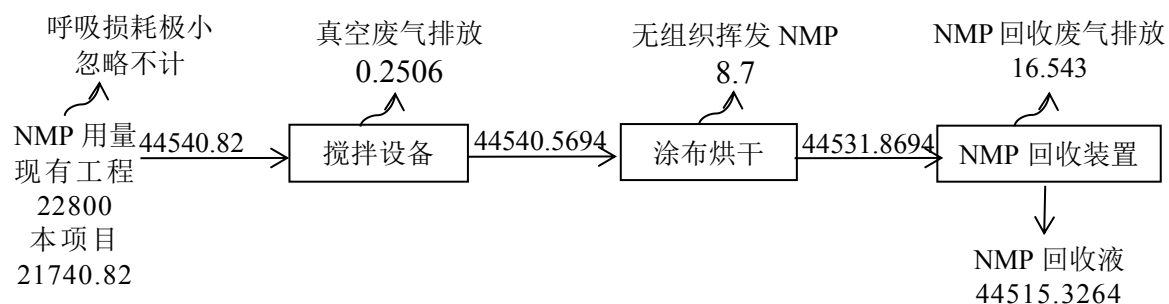 呼吸损耗极小
忽略不计
真空废气排放
0.2506
无组织挥发 NMP
8.7
NMP 回收废气排放
16.543
NMP 用量
现有工程
22800
本项目
21740.82
44540.82
搅拌设备
44540.5694
涂布烘干
44531.8694
NMP 回收装置
NMP 回收液
44515.3264